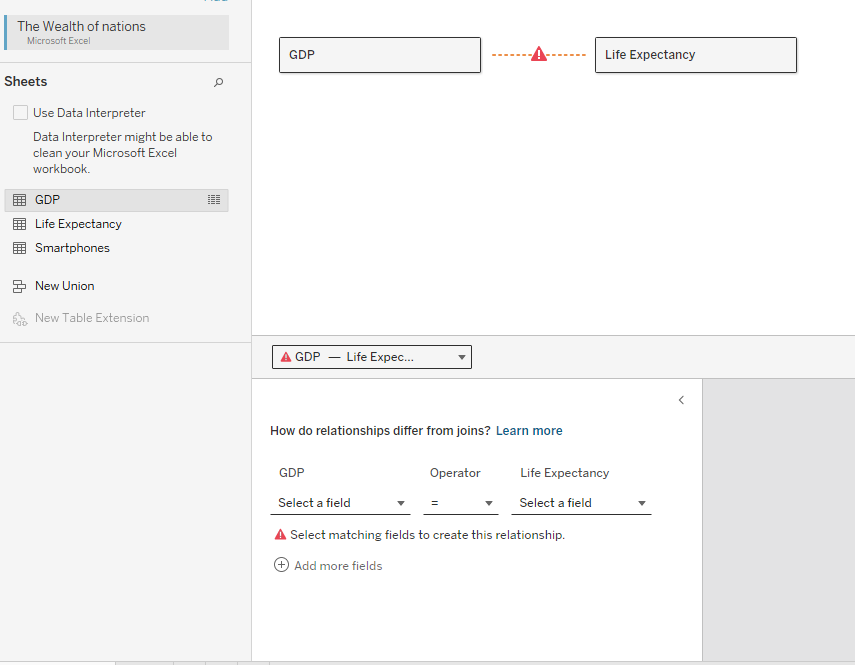 The Wealth of nations
Microsoft Excel
Sheets
Use Data Interpreter
Data Interpreter might be able to
clean your Microsoft Excel
workbook.
GDP
Life Expectancy
Smartphones
New Union
New Table Extension
GDP
Life Expectancy
GDP — Life Expec...
How do relationships differ from joins? Learn more
GDP Operator Life Expectancy
Select a field = Select a field
Select matching fields to create this relationship.
Add more fields